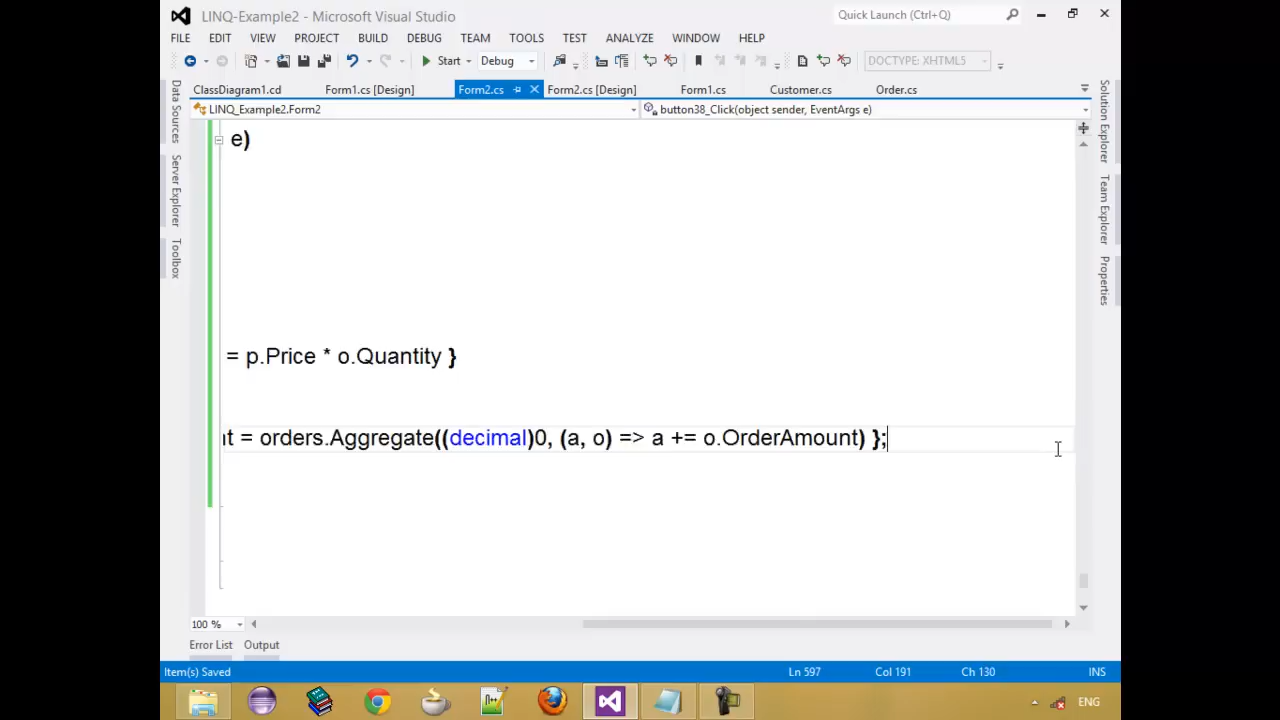 LINQ-Example2 - Microsoft Visual Studio
Quick Launch (Ctrl+Q)
FILE EDIT VIEW PROJECT BUILD DEBUG TEAM TOOLS TEST ANALYZE WINDOW HELP
Start Debug DOCTYPE: XHTML5
ClassDiagram1.cd Form1.cs [Design] Form2.cs Form2.cs [Design] Form1.cs Customer.cs Order.cs
LINQ_Example2.Form2 button38_Click(object sender, EventArgs e)
Data Sources
Server Explorer
Toolbox
e)
= p.Price * o.Quantity }
t = orders.Aggregate((decimal)0, (a, o) => a += o.OrderAmount) };
Solution Explorer
Team Explorer
Properties
100 %
Error List Output
Item(s) Saved Ln 597 Col 191 Ch 130 INS
ENG